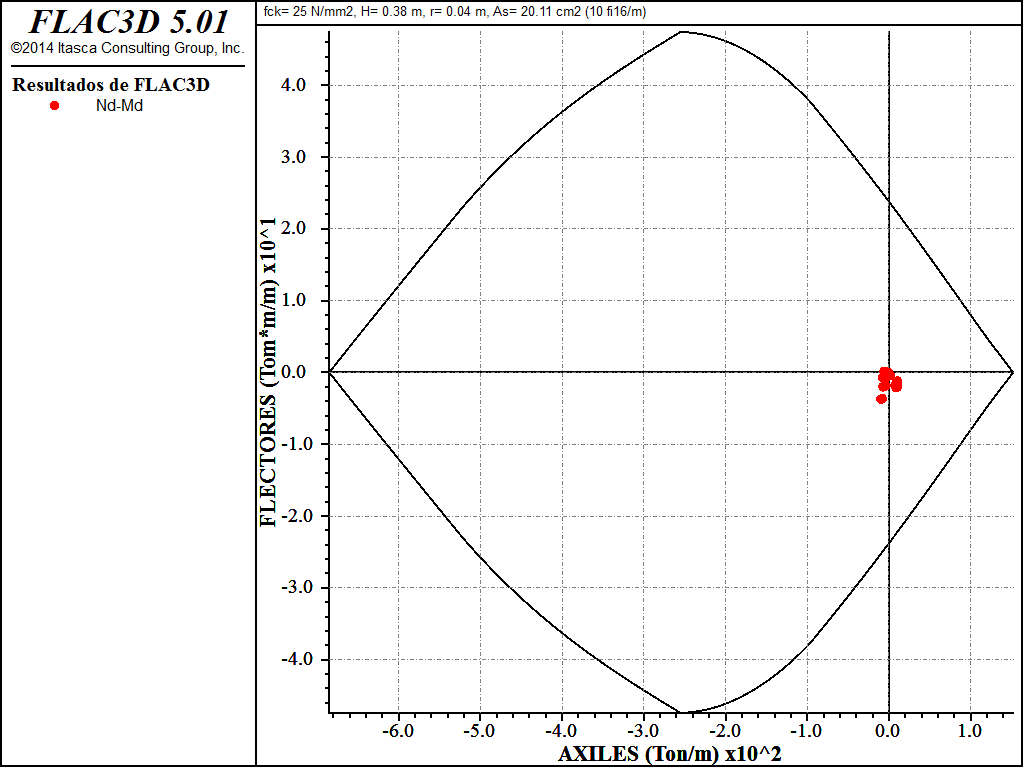 FLAC3D 5.01
©2014 Itasca Consulting Group, Inc.
Resultados de FLAC3D
Nd-Md
fck= 25 N/mm2, H= 0.38 m, r= 0.04 m, As= 20.11 cm2 (10 fi16/m)
FLECTORES (Tom*m/m) x10^1
4.0
3.0
2.0
1.0
0.0
-1.0
-2.0
-3.0
-4.0
-6.0 -5.0 -4.0 -3.0 -2.0 -1.0 0.0 1.0
AXILES (Ton/m) x10^2